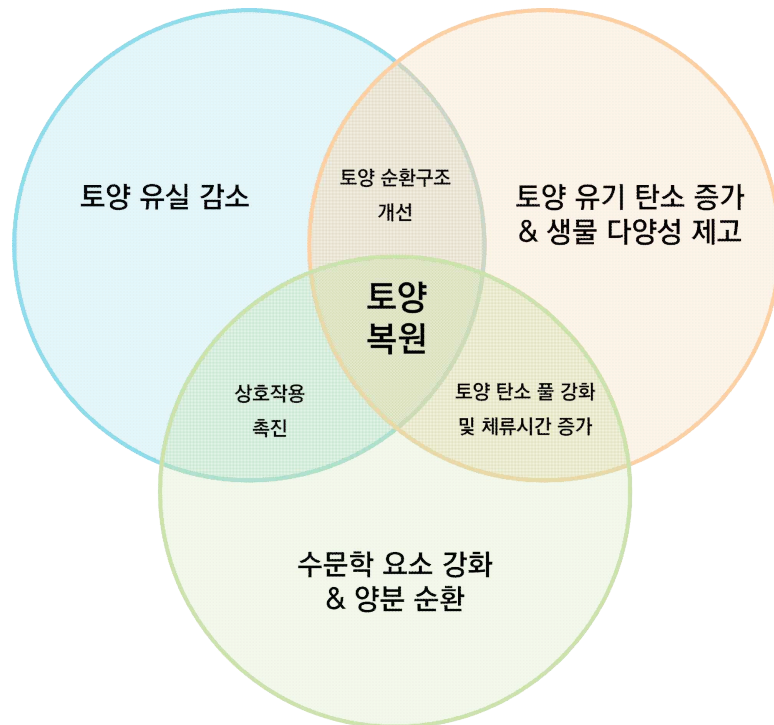 토양 순환구조
개선
토양 유실 감소
토양 유기 탄소 증가
& 생물 다양성 제고
토양
복원
상호작용
촉진
토양 탄소 풀 강화
및 체류시간 증가
수문학 요소 강화
& 양분 순환